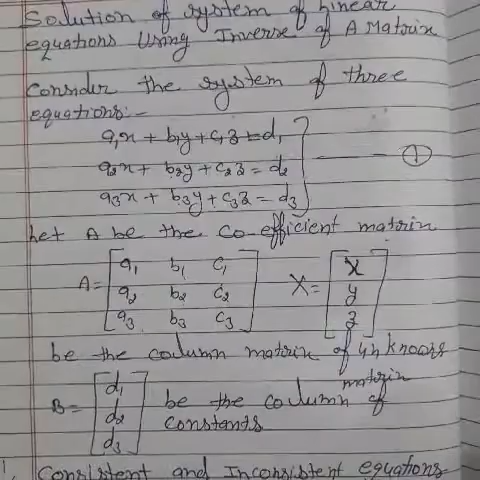 Solution of system of Linear
equations Using Inverse of A Matrix
Consider the system of three
equations:-
a₁x + b₁y + c₁z = d₁
a₂x + b₂y + c₂z = d₂ ——— ①
a₃x + b₃y + c₃z = d₃
Let A be the co-efficient matrix
A = [a₁ b₁ c₁ X = [x
a₂ b₂ c₂ y
a₃ b₃ c₃] z]
be the column matrix of unknowns
B = [d₁ be the column matrix of
d₂ constants
d₃]
1. Consistent and Inconsistent equations